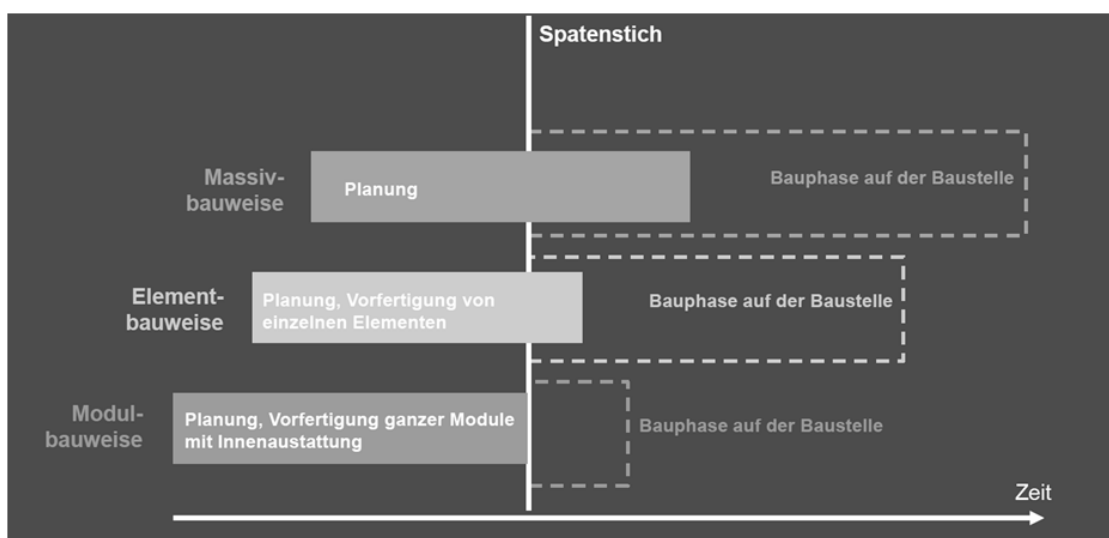 Spatenstich
Massiv-
bauweise
Planung
Bauphase auf der Baustelle
Element-
bauweise
Planung, Vorfertigung von
einzelnen Elementen
Bauphase auf der Baustelle
Modul-
bauweise
Planung, Vorfertigung ganzer Module
mit Innenaustattung
Bauphase auf der Baustelle
Zeit